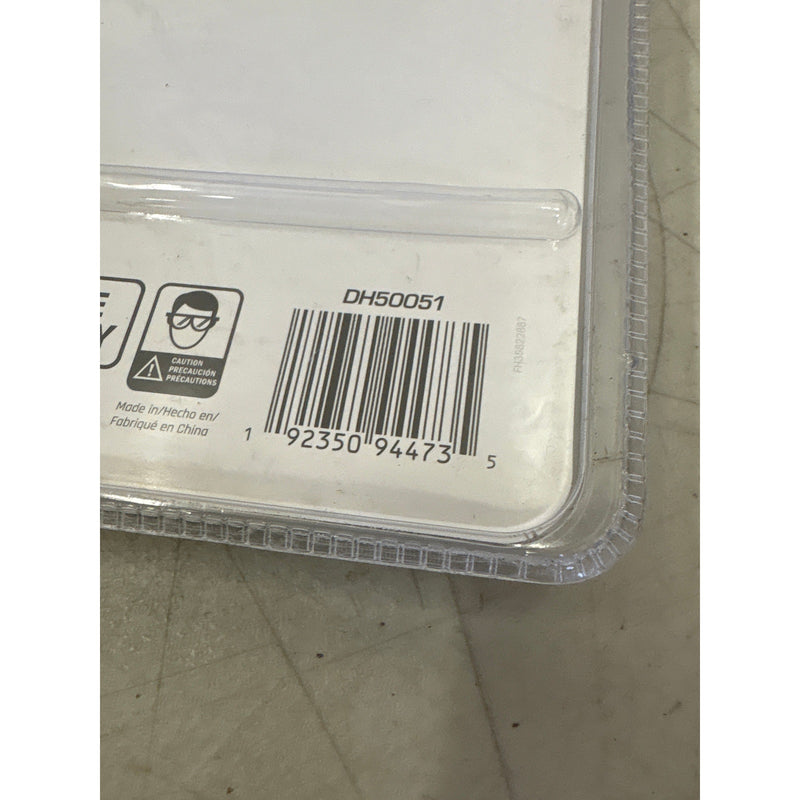 DH50051
E
Y
CAUTION
PRECAUCIÓN
PRÉCAUTIONS
Made in/Hecho en/
Fabriqué en China
1 92350 94473 5